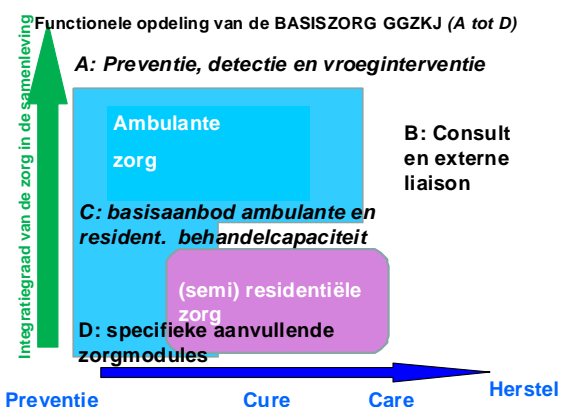 Functionele opdeling van de BASISZORG GGZKJ (A tot D)
A: Preventie, detectie en vroeginterventie
Integratiegraad van de zorg in de samenleving
Ambulante
zorg
B: Consult
en externe
liaison
C: basisaanbod ambulante en
resident. behandelcapaciteit
(semi) residentiële
zorg
D: specifieke aanvullende
zorgmodules
Preventie
Cure
Care
Herstel